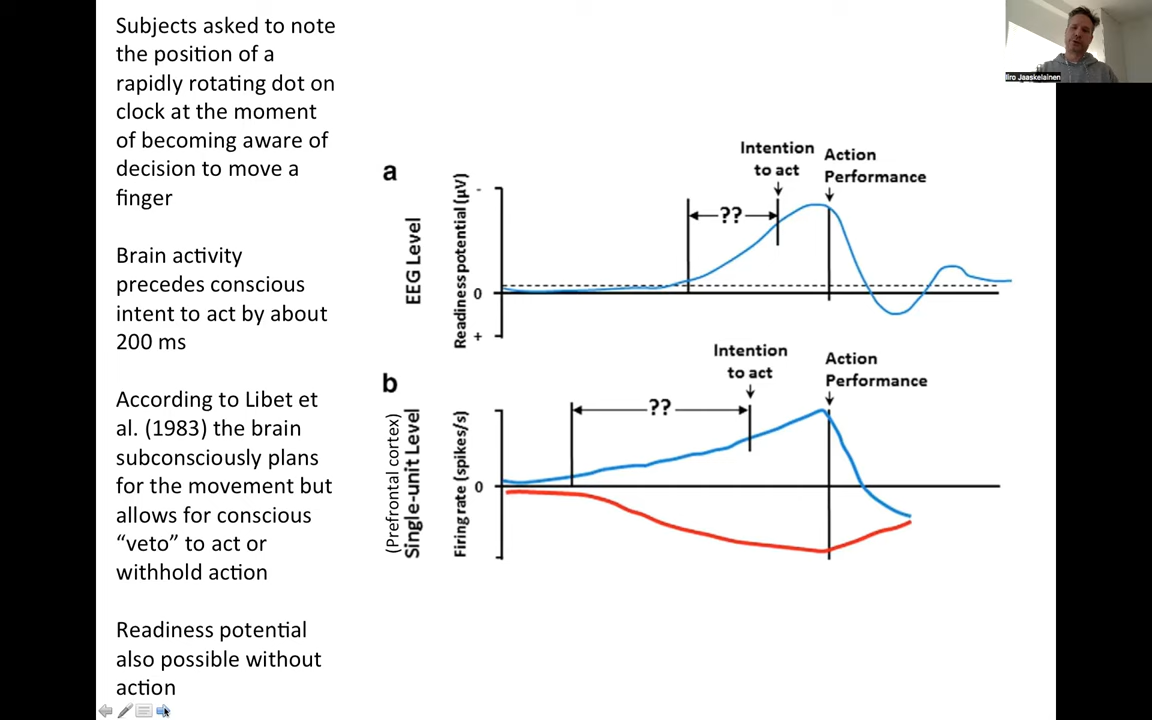 Subjects asked to note
the position of a
rapidly rotating dot on
clock at the moment
of becoming aware of
decision to move a
finger
Brain activity
precedes conscious
intent to act by about
200 ms
According to Libet et
al. (1983) the brain
subconsciously plans
for the movement but
allows for conscious
“veto” to act or
withhold action
Readiness potential
also possible without
action
a
EEG Level
Readiness potential (µV)
-
0
+
??
Intention
to act
Action
Performance
b
(Prefrontal cortex)
Single-unit Level
Firing rate (spikes/s)
0
??
Intention
to act
Action
Performance
Iiro Jaaskelainen